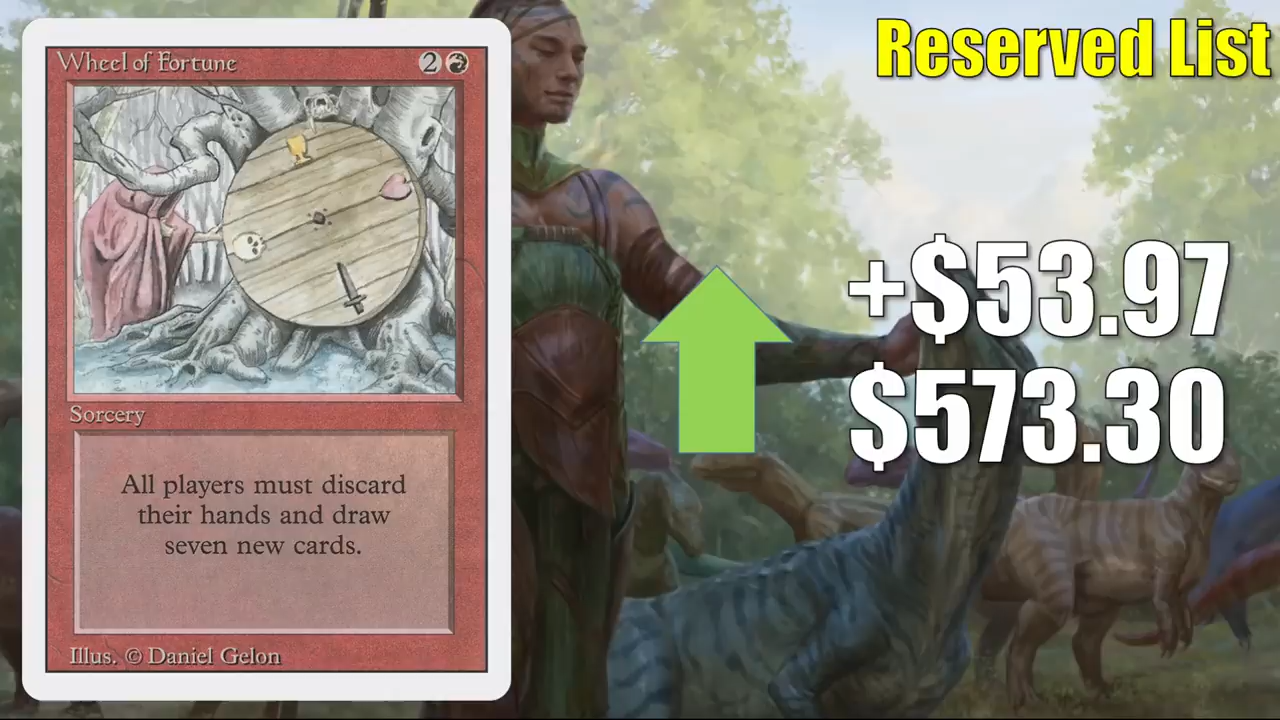 Wheel of Fortune 2
Sorcery
All players must discard
their hands and draw
seven new cards.
Illus. © Daniel Gelon
Reserved List
+$53.97
$573.30